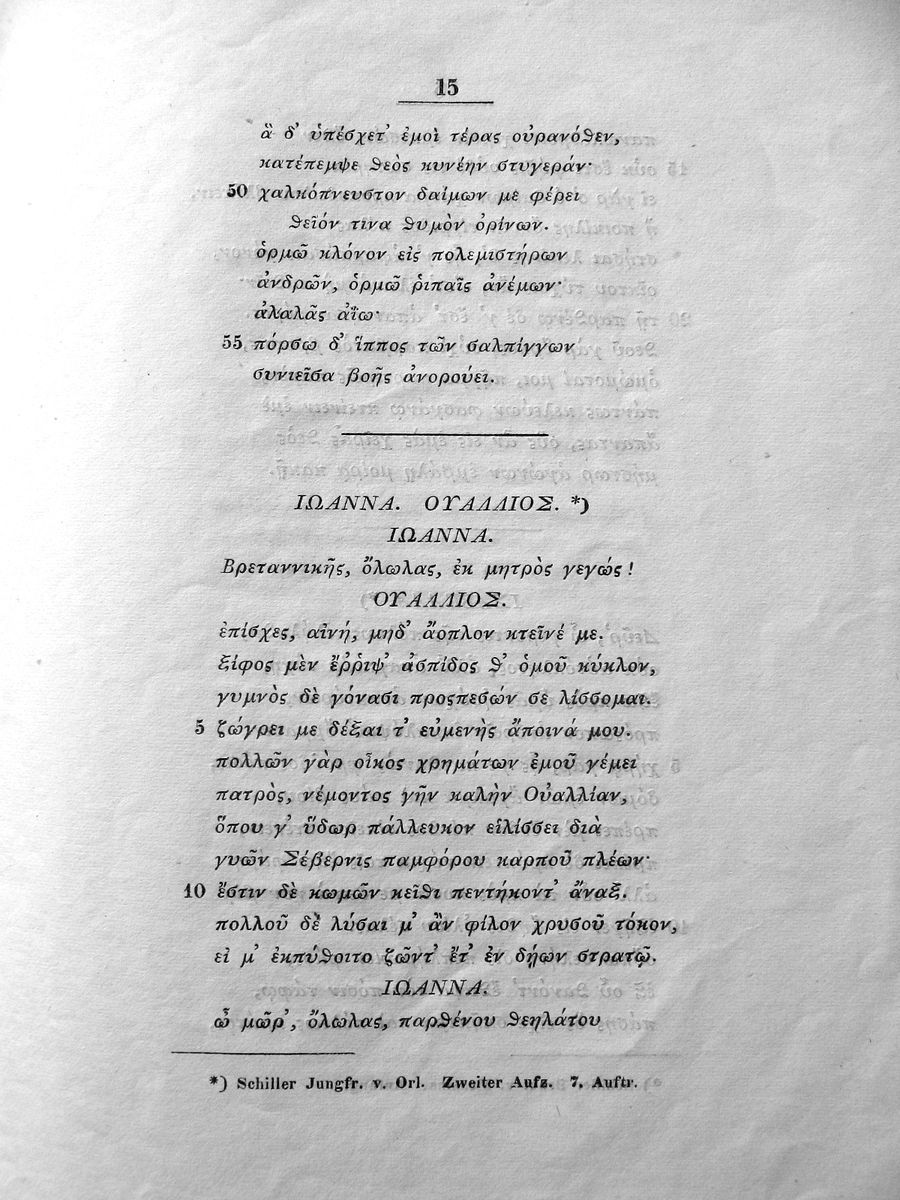 15
ἃ δ' ὑπέσχετ' ἐμοὶ τέρας οὐρανόθεν,
κατέπεμψε θεὸς κυνέην στυγεράν·
50 χαλκόπνευστον δαίμων με φέρει
θεῖόν τινα θυμὸν ὀρίνων.
ὁρμῶ κλόνον εἰς πολεμιστήρων
ἀνδρῶν, ὁρμῶ ῥιπαῖς ἀνέμων·
ἀλαλᾶς ἀΐω·
55 πόρσω δ' ἵππος τῶν σαλπίγγων
συνιεῖσα βοῆς ἀνορούει.
ΙΩΑΝΝΑ. ΟΥΑΛΛΙΟΣ. *)
ΙΩΑΝΝΑ.
Βρεταννικῆς, ὄλωλας, ἐκ μητρὸς γεγώς!
ΟΥΑΛΛΙΟΣ.
ἐπίσχες, αἰνή, μηδ' ἄοπλον κτεῖνέ με.
ξίφος μὲν ἔῤῥιψ' ἀσπίδος θ' ὁμοῦ κύκλον,
γυμνὸς δὲ γόνασι προςπεσών σε λίσσομαι.
5 ζώγρει με δέξαι τ' εὐμενὴς ἄποινά μου.
πολλῶν γὰρ οἶκος χρημάτων ἐμοῦ γέμει
πατρὸς, νέμοντος γῆν καλὴν Οὐαλλίαν,
ὅπου γ' ὕδωρ πάλλευκον εἱλίσσει διὰ
γυῶν Σέβερνις παμφόρου καρποῦ πλέων·
10 ἔστιν δὲ κωμῶν κεῖθι πεντήκοντ' ἄναξ.
πολλοῦ δὲ λύσαι μ' ἂν φίλον χρυσοῦ τόκον,
εἰ μ' ἐκπύθοιτο ζῶντ' ἔτ' ἐν δῄων στρατῷ.
ΙΩΑΝΝΑ.
ὦ μῶρ', ὄλωλας, παρθένου θεηλάτου
*) Schiller Jungfr. v. Orl. Zweiter Aufz. 7. Auftr.